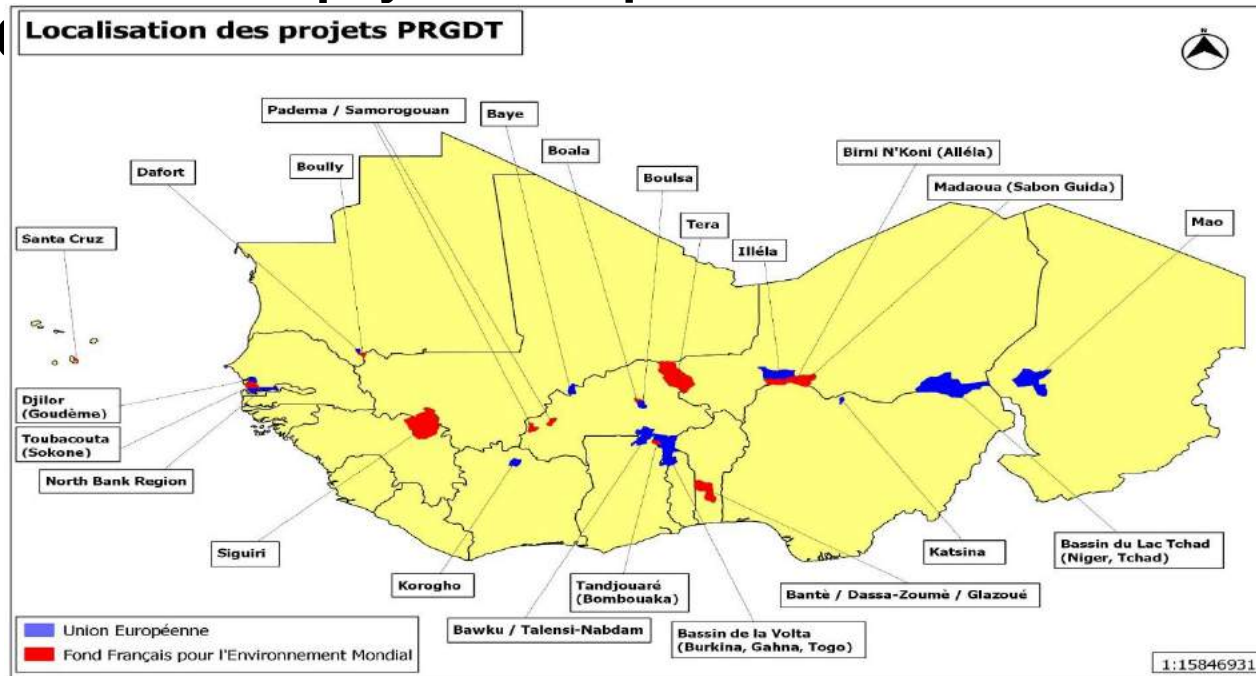 Localisation des projets PRGDT
N
Padema / Samorogouan
Baye
Boala
Birni N'Koni (Alléla)
Dafort
Boully
Boulsa
Madaoua (Sabon Guida)
Tera
Mao
Santa Cruz
Illéla
Djilor
(Goudème)
Toubacouta
(Sokone)
North Bank Region
Siguiri
Korogho
Tandjouaré
(Bombouaka)
Katsina
Bassin du Lac Tchad
(Niger, Tchad)
Bantè / Dassa-Zoumè / Glazoué
Bawku / Talensi-Nabdam
Bassin de la Volta
(Burkina, Gahna, Togo)
Union Européenne
Fond Français pour l'Environnement Mondial
1:15846931